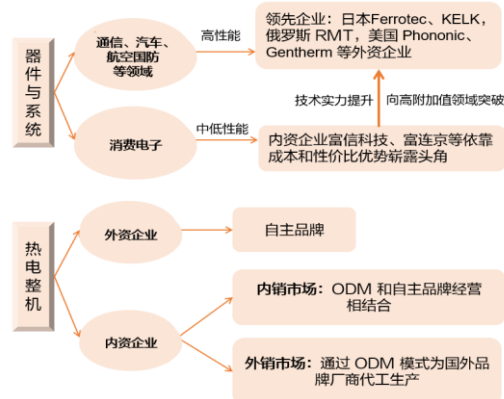 器件与系统
通信、汽车、
航空国防
等领域
高性能
领先企业：日本Ferrotec、KELK，
俄罗斯 RMT，美国 Phononic、
Gentherm 等外资企业
技术实力提升
向高附加值领域突破
消费电子
中低性能
内资企业富信科技、富连京等依靠
成本和性价比优势崭露头角
热电整机
外资企业
自主品牌
内资企业
内销市场：ODM 和自主品牌经营
相结合
外销市场：通过 ODM 模式为国外品
牌厂商代工生产